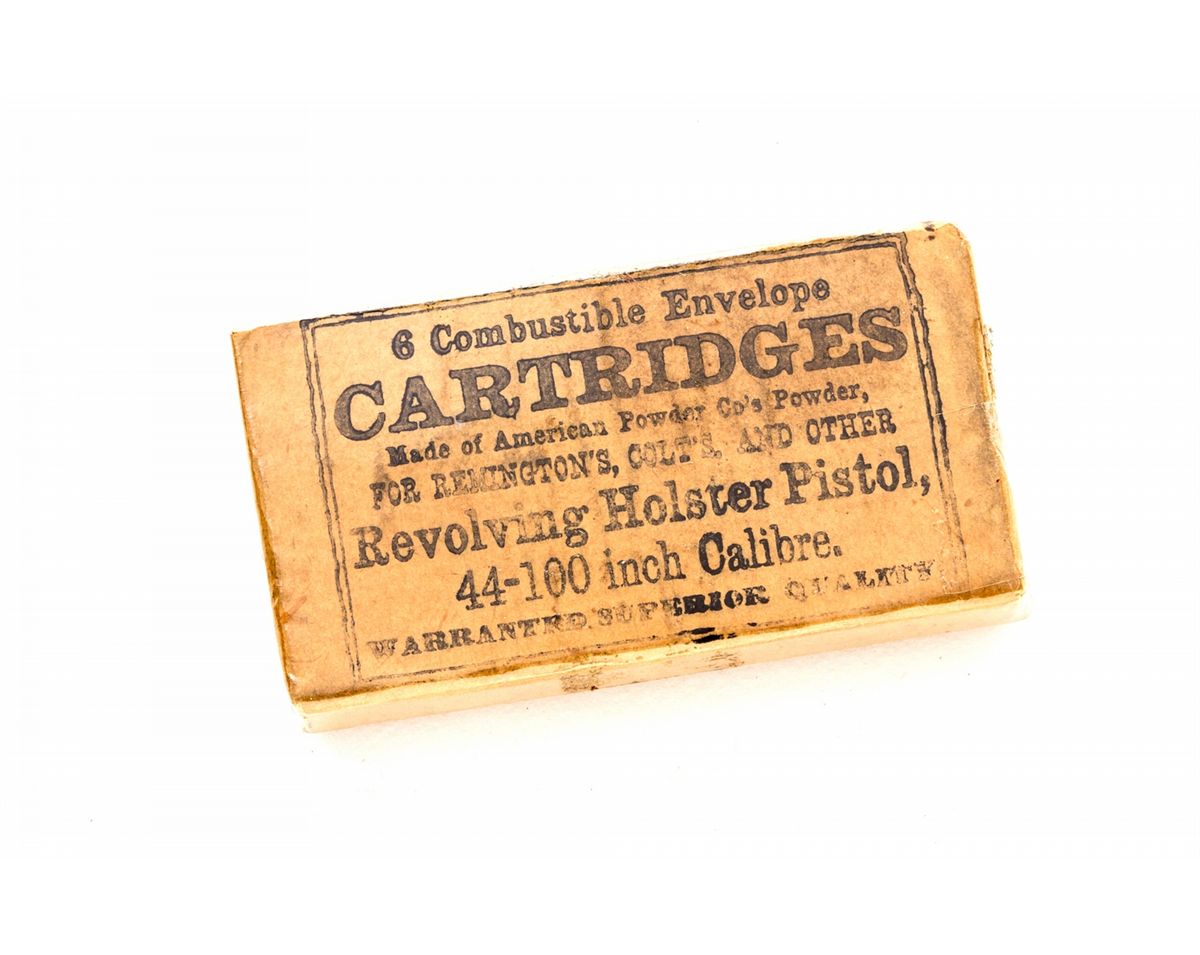 6 Combustible Envelope
CARTRIDGES
Made of American Powder Co's Powder,
FOR REMINGTON'S, COLT'S, AND OTHER
Revolving Holster Pistol,
44-100 inch Calibre.
WARRANTED SUPERIOR QUALITY